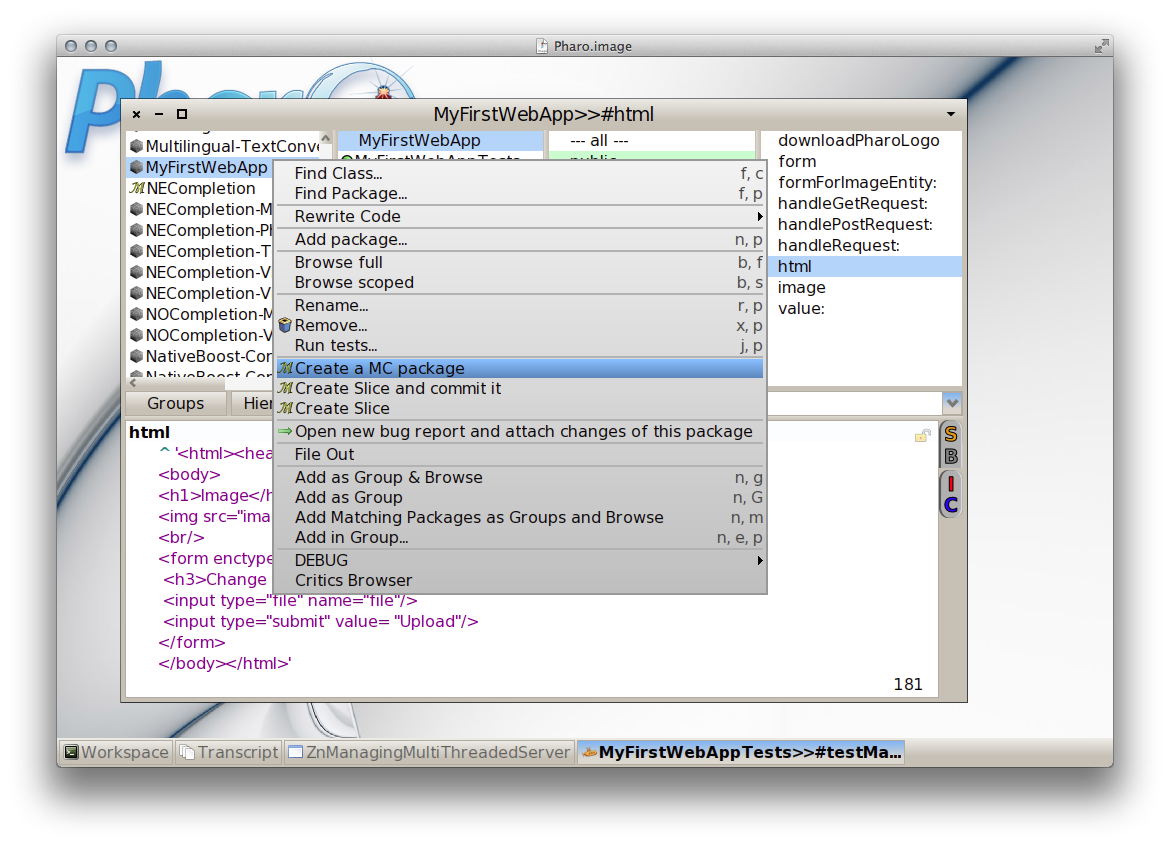 Pharo.image
Pharo
MyFirstWebApp>>#html
Multilingual-TextConve
MyFirstWebApp
NECompletion
NECompletion-M
NECompletion-Ph
NECompletion-T
NECompletion-V
NECompletion-V
NOCompletion-M
NOCompletion-V
NativeBoost-Cor
NativeBoost-Cor
MyFirstWebApp
MyFirstWebAppTests
--- all ---
public
downloadPharoLogo
form
formForImageEntity:
handleGetRequest:
handlePostRequest:
handleRequest:
html
image
value:
Find Class... f, c
Find Package... f, p
Rewrite Code
Add package... n, p
Browse full b, f
Browse scoped b, s
Rename... r, p
Remove... x, p
Run tests... j, p
Create a MC package
Create Slice and commit it
Create Slice
Open new bug report and attach changes of this package
File Out
Add as Group & Browse n, g
Add as Group n, G
Add Matching Packages as Groups and Browse n, m
Add in Group... n, e, p
DEBUG
Critics Browser
Groups
Hier
html
^ '<html><hea
<body>
<h1>Image</h
<img src="ima
<br/>
<form enctype
<h3>Change
<input type="file" name="file"/>
<input type="submit" value= "Upload"/>
</form>
</body></html>'
181
S
B
I
C
Workspace
Transcript
ZnManagingMultiThreadedServer
MyFirstWebAppTests>>#testMa...